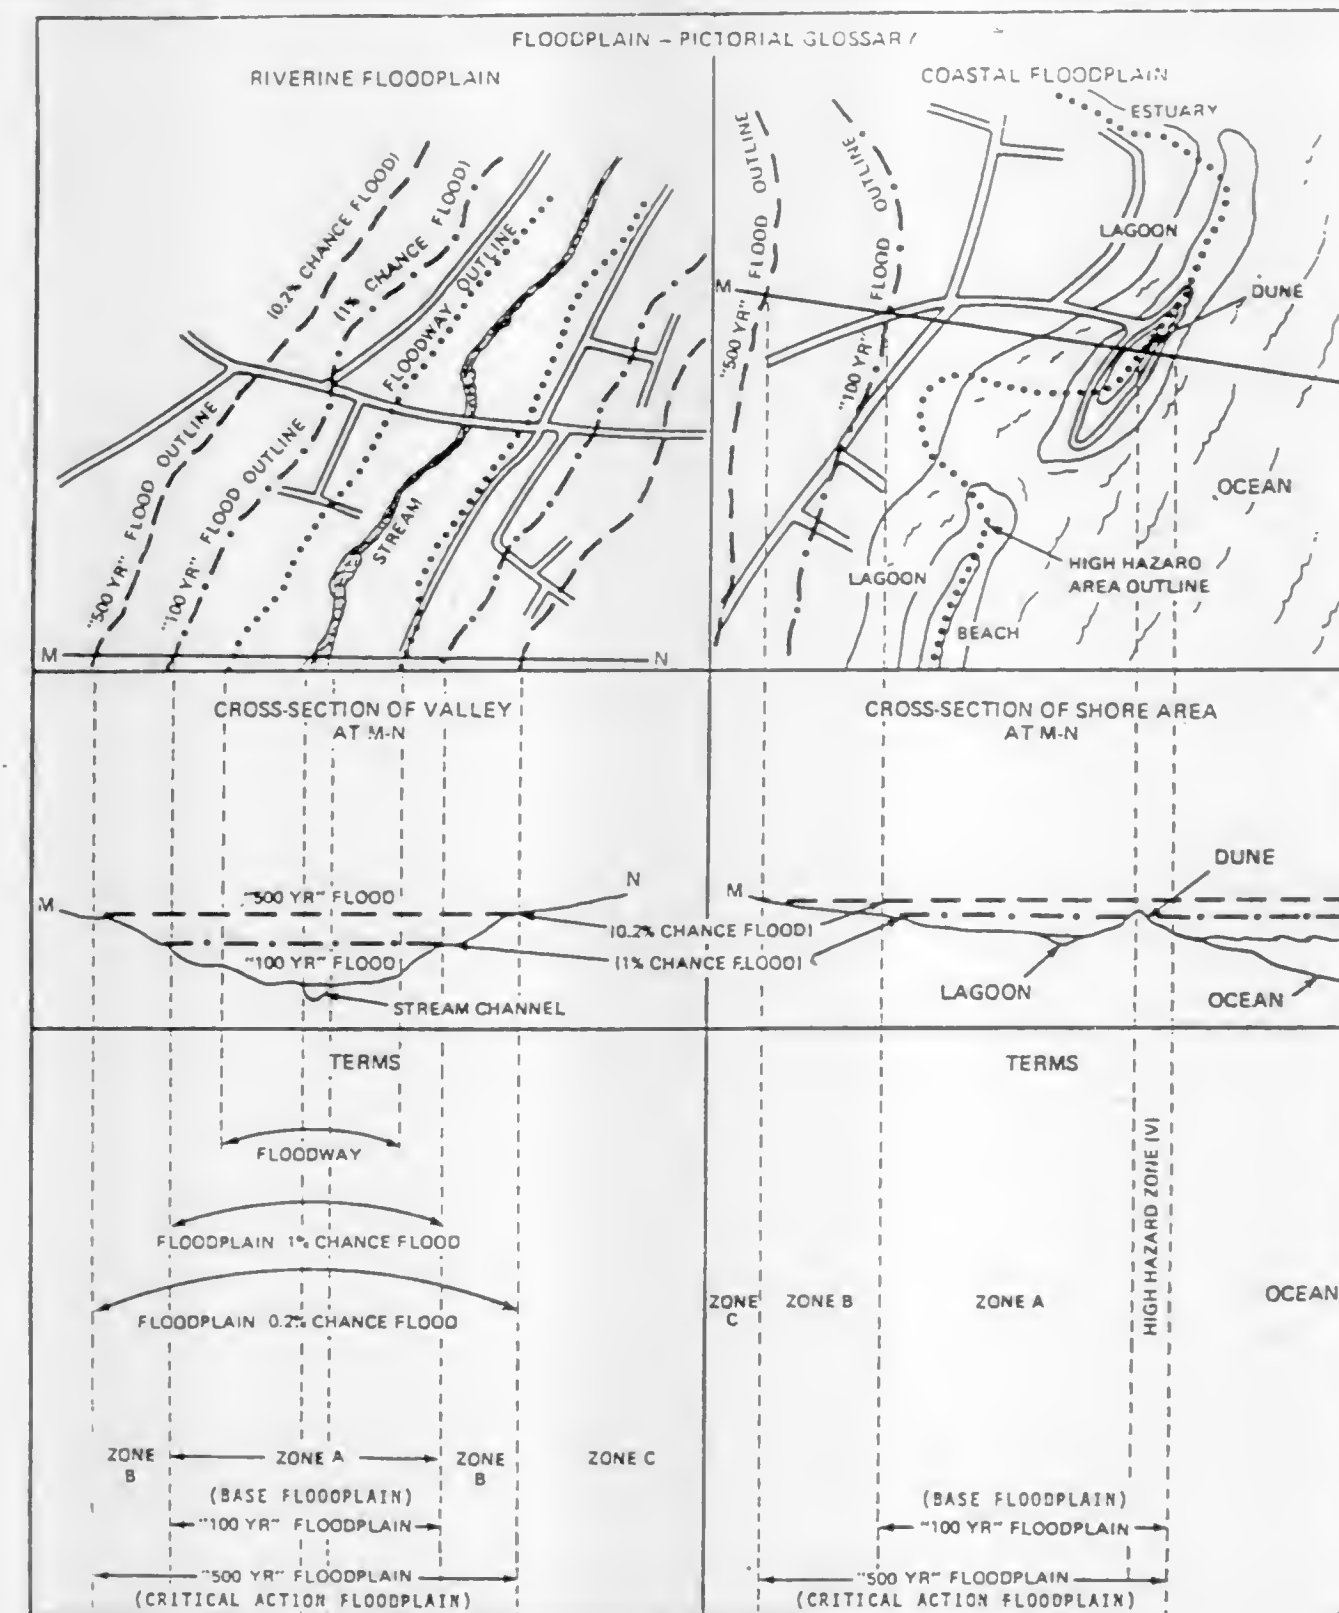 FLOODPLAIN – PICTORIAL GLOSSARY
RIVERINE FLOODPLAIN
(0.2% CHANCE FLOOD)
(1% CHANCE FLOOD)
FLOODWAY OUTLINE
"500 YR" FLOOD OUTLINE
"100 YR" FLOOD OUTLINE
STREAM
M
N
COASTAL FLOODPLAIN
ESTUARY
"500 YR" FLOOD OUTLINE
"100 YR" FLOOD OUTLINE
LAGOON
M
DUNE
OCEAN
HIGH HAZARD
AREA OUTLINE
LAGOON
BEACH
CROSS-SECTION OF VALLEY
AT M-N
M
N
"500 YR" FLOOD
"100 YR" FLOOD
STREAM CHANNEL
(0.2% CHANCE FLOOD)
(1% CHANCE FLOOD)
CROSS-SECTION OF SHORE AREA
AT M-N
M
DUNE
LAGOON
OCEAN
TERMS
FLOODWAY
FLOODPLAIN 1% CHANCE FLOOD
FLOODPLAIN 0.2% CHANCE FLOOD
ZONE
B
ZONE A
ZONE
B
ZONE C
(BASE FLOODPLAIN)
"100 YR" FLOODPLAIN
"500 YR" FLOODPLAIN
(CRITICAL ACTION FLOODPLAIN)
TERMS
HIGH HAZARD ZONE (V)
ZONE
C
ZONE B
ZONE A
OCEAN
(BASE FLOODPLAIN)
"100 YR" FLOODPLAIN
"500 YR" FLOODPLAIN
(CRITICAL ACTION FLOODPLAIN)